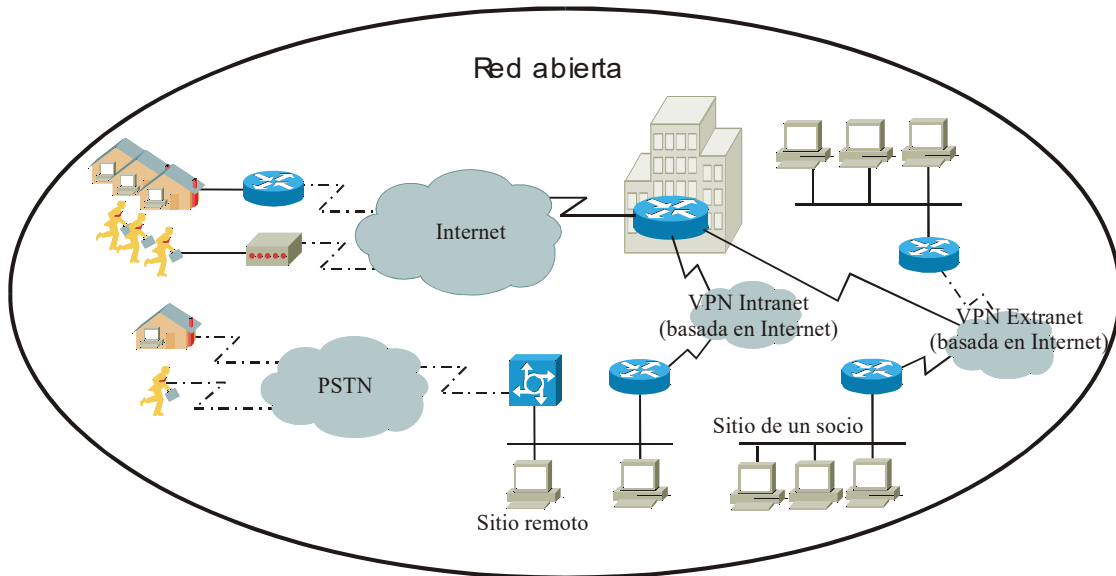 Red abierta
Internet
VPN Intranet
(basada en Internet)
VPN Extranet
(basada en Internet)
PSTN
Sitio de un socio
Sitio remoto